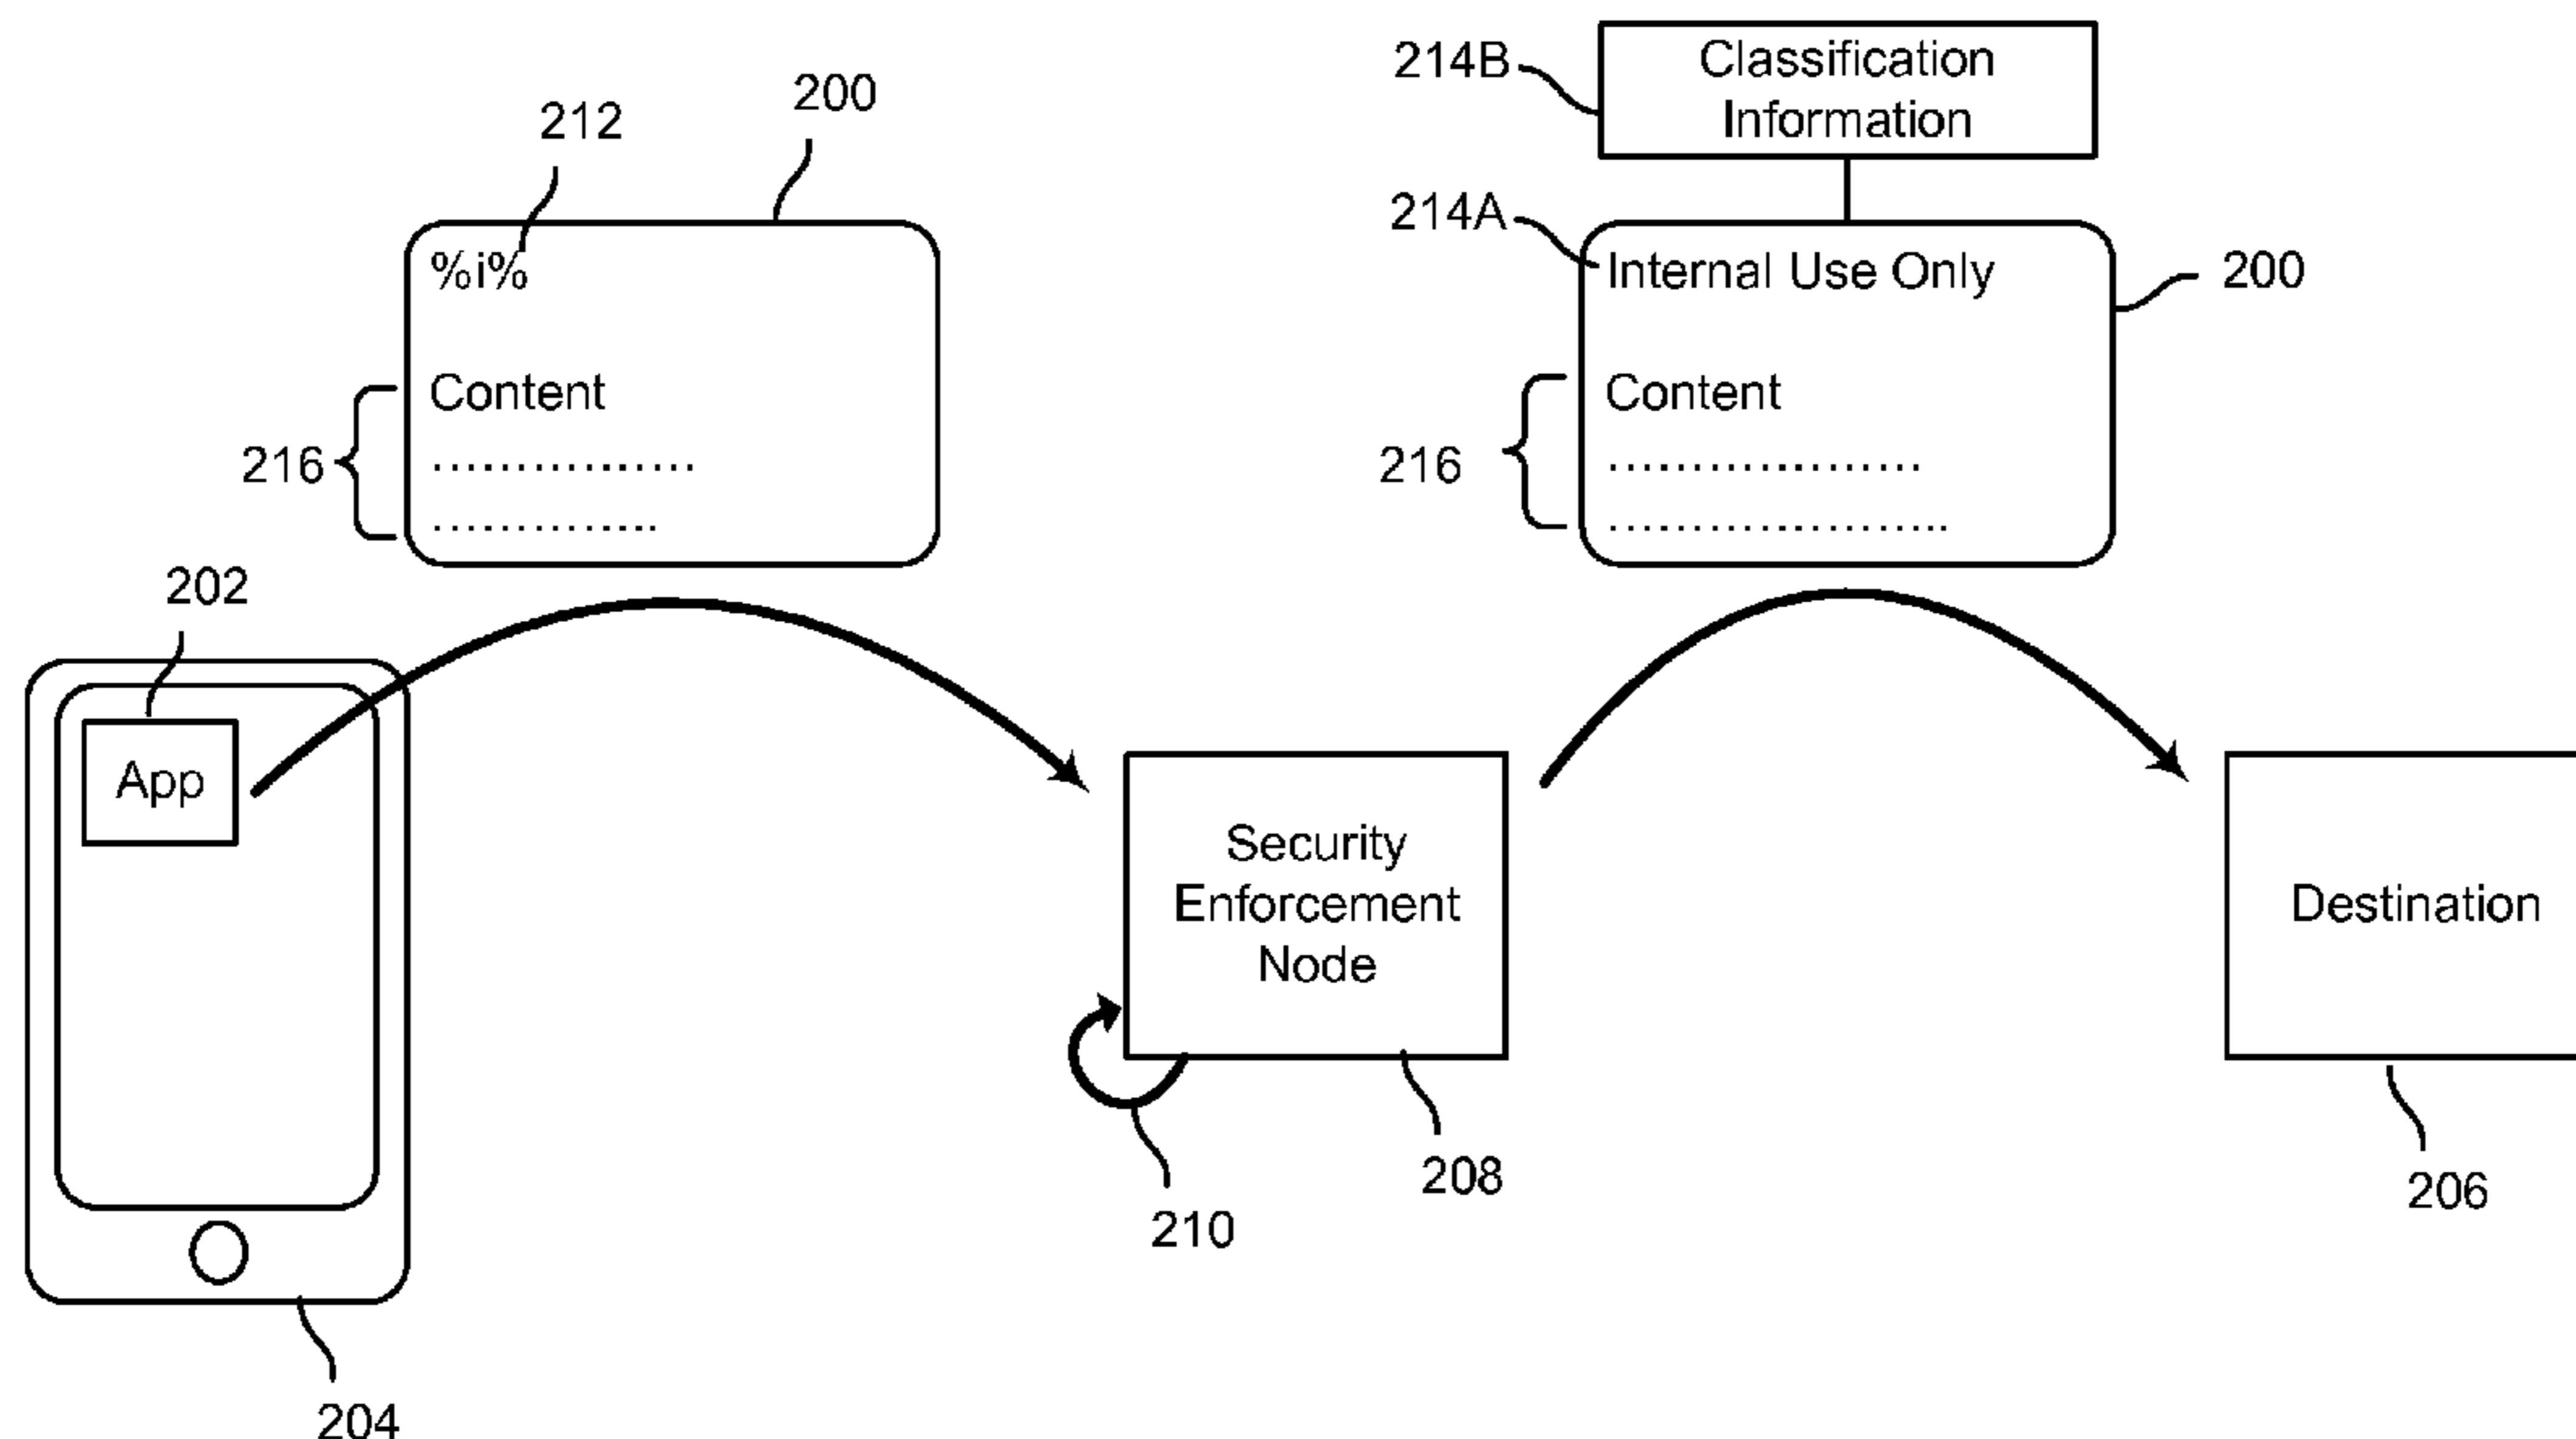 214B
Classification
Information
200
212
214A
%i%
Internal Use Only
200
Content
Content
216
................
..............
216
...................
.....................
202
App
Security
Enforcement
Node
Destination
208
206
210
204